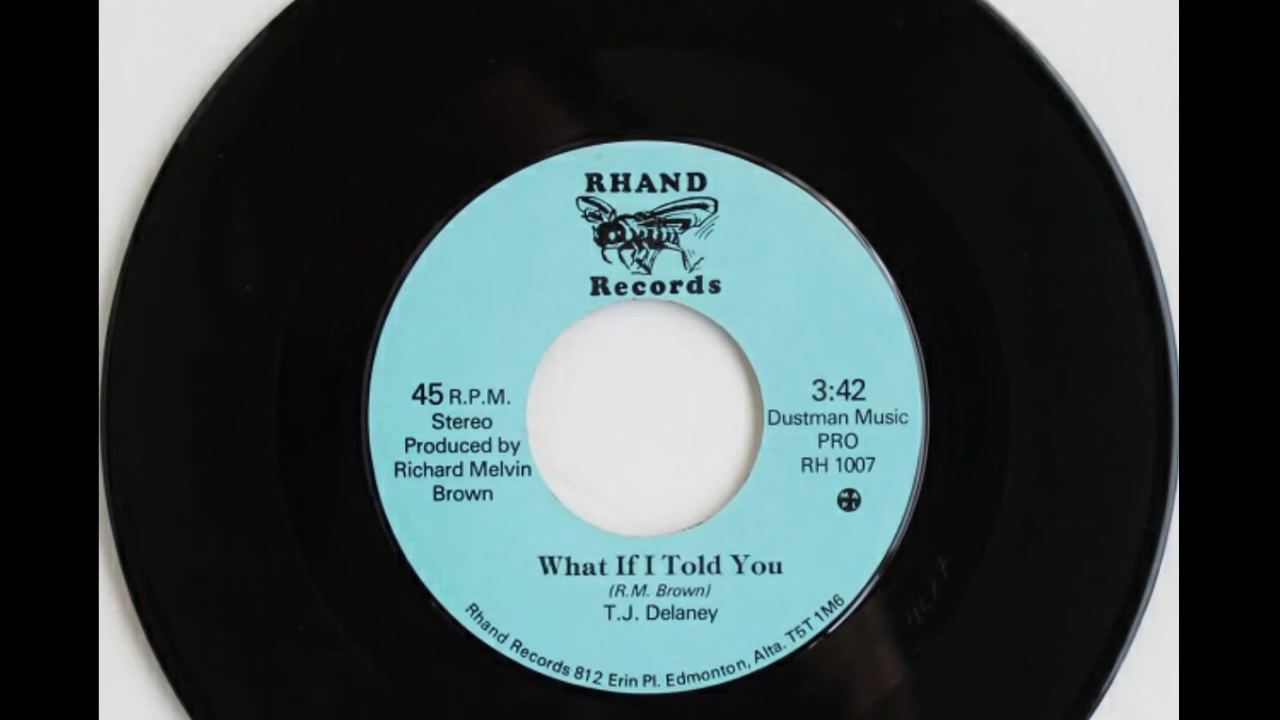 RHAND
Records
45 R.P.M.
Stereo
Produced by
Richard Melvin
Brown
3:42
Dustman Music
PRO
RH 1007
M A
P L
What If I Told You
(R.M. Brown)
T.J. Delaney
Rhand Records 812 Erin Pl. Edmonton, Alta. T5T 1M6